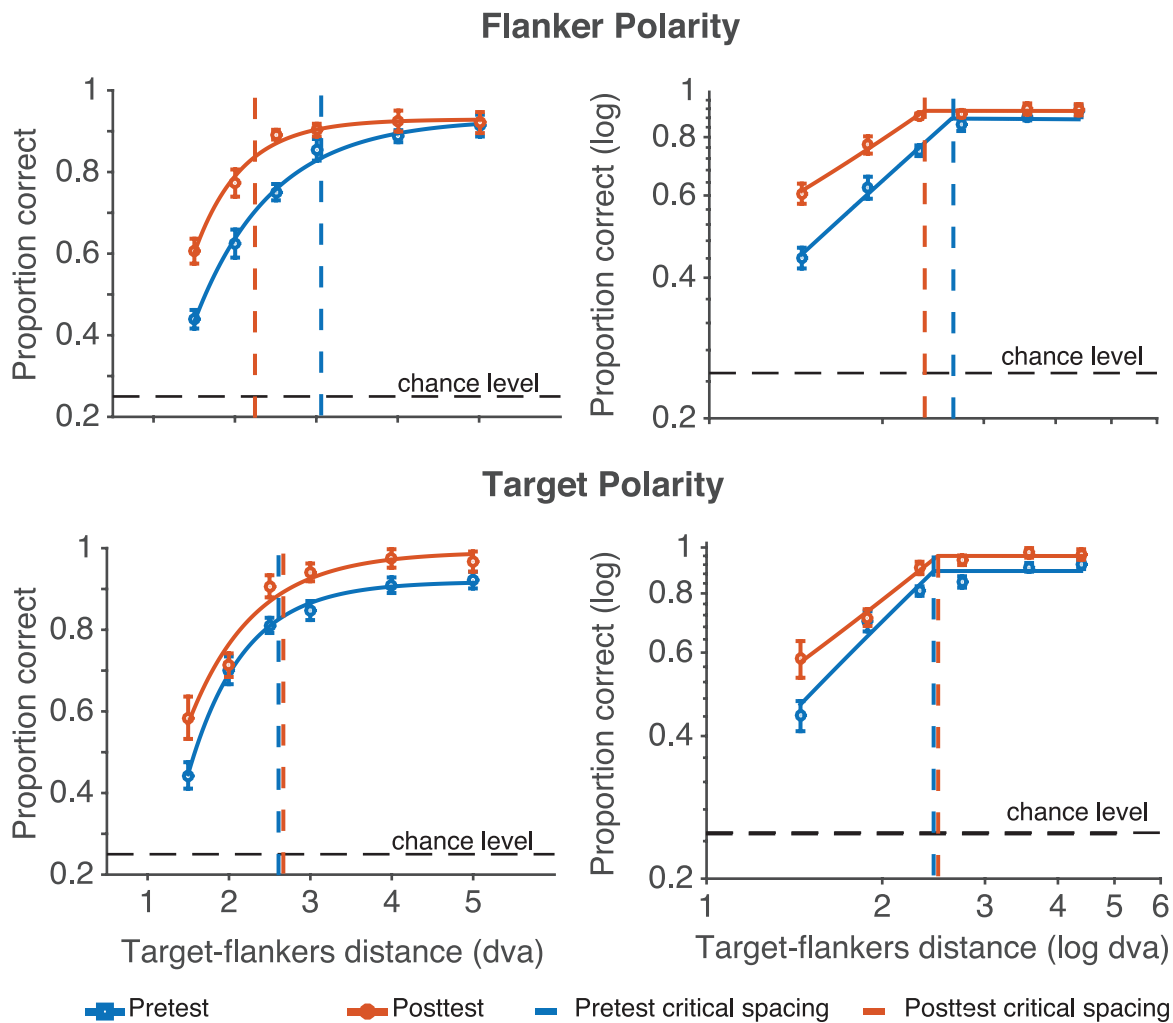 Flanker Polarity
Proportion correct
1
0.8
0.6
0.4
0.2
chance level
Proportion correct (log)
1
0.8
0.6
0.4
0.2
chance level
Target Polarity
Proportion correct
1
0.8
0.6
0.4
0.2
chance level
1 2 3 4 5
Target-flankers distance (dva)
Proportion correct (log)
1
0.8
0.6
0.4
0.2
chance level
1 2 3 4 5 6
Target-flankers distance (log dva)
Pretest Posttest Pretest critical spacing Posttest critical spacing